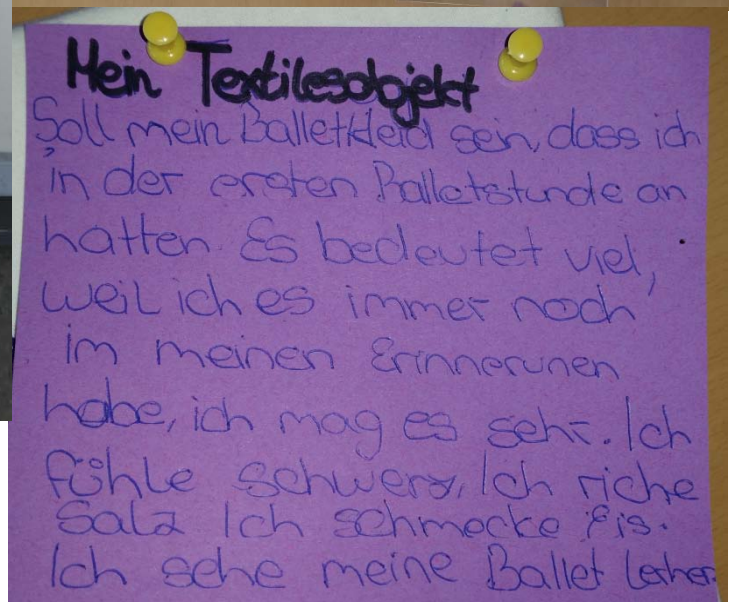 Mein Textilesobjekt
Soll mein Balletkleid sein, dass ich
in der ersten Balletstunde an
hatten. Es bedeutet viel,
weil ich es immer noch
im meinen Erinnerunen
habe, ich mag es sehr. Ich
fühle schwers, Ich riche
Salz Ich schmecke Eis.
Ich sehe meine Ballet